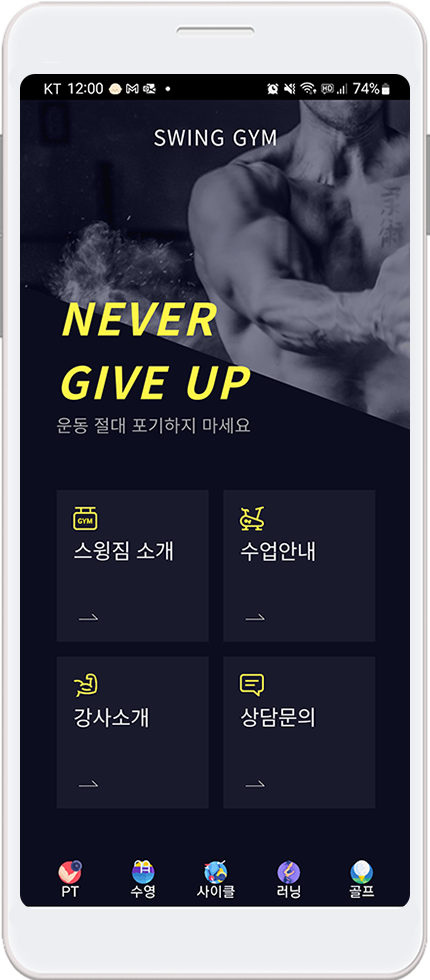 KT 12:00
74%
SWING GYM
NEVER
GIVE UP
운동 절대 포기하지 마세요
GYM
스윙짐 소개
수업안내
강사소개
상담문의
PT
수영
사이클
러닝
골프